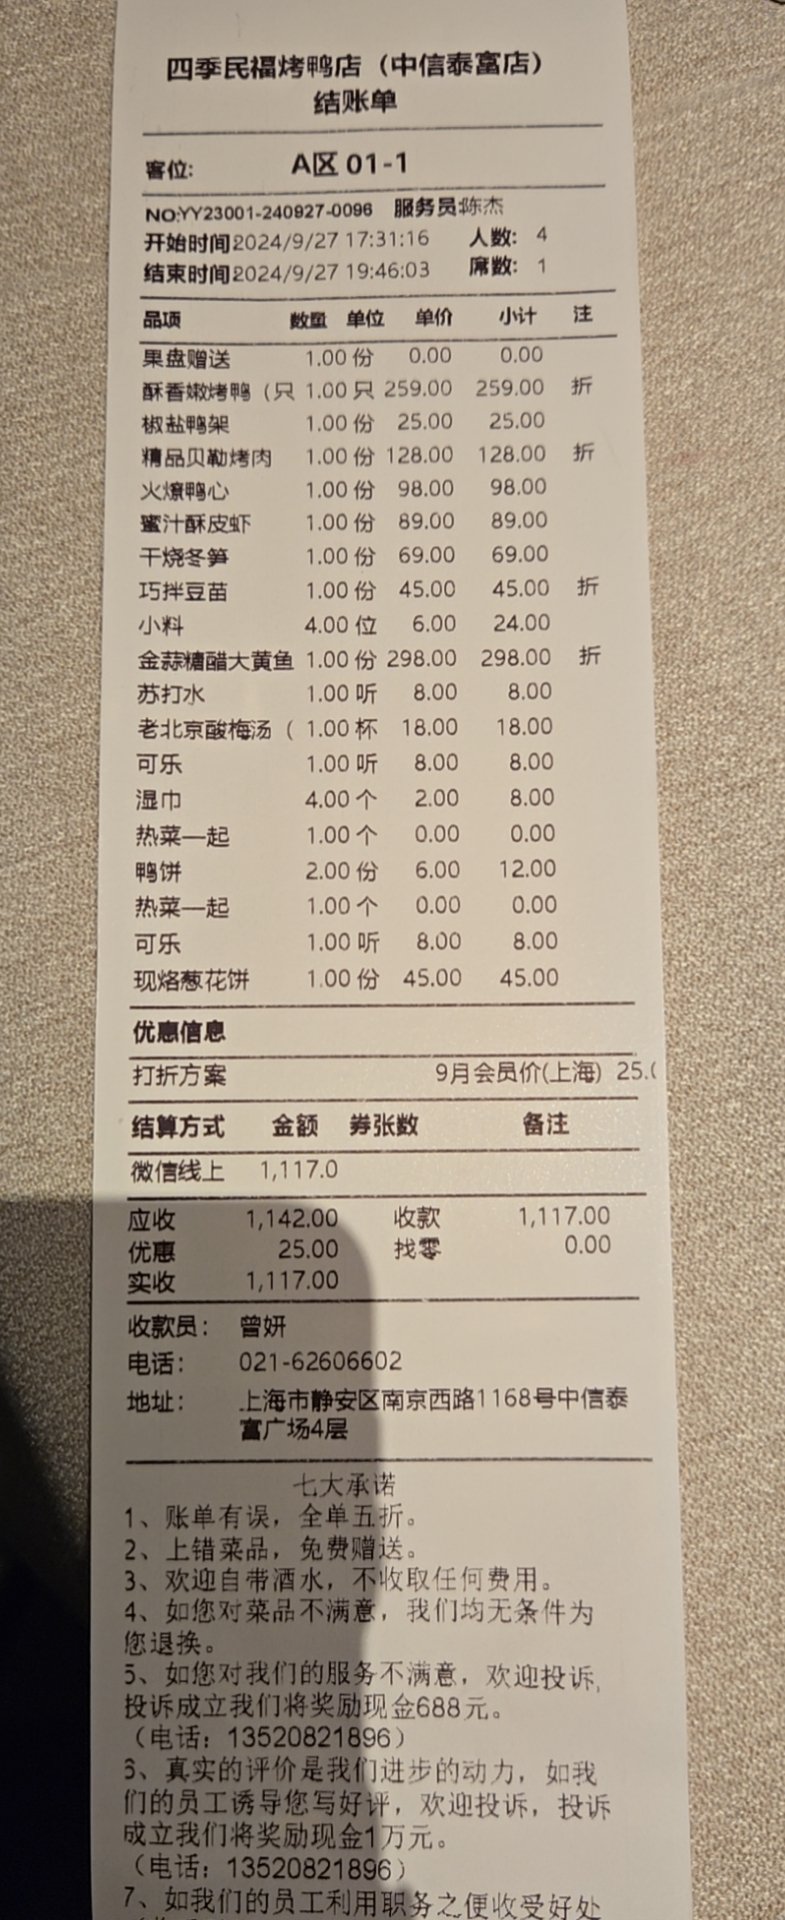 四季民福烤鸭店（中信泰富店）
结账单
客位: A区 01-1
NO:YY23001-240927-0096 服务员:陈杰
开始时间:2024/9/27 17:31:16 人数: 4
结束时间:2024/9/27 19:46:03 席数: 1
品项 数量 单位 单价 小计 注
果盘赠送 1.00 份 0.00 0.00
酥香嫩烤鸭（只 1.00 只 259.00 259.00 折
椒盐鸭架 1.00 份 25.00 25.00
精品贝勒烤肉 1.00 份 128.00 128.00 折
火燎鸭心 1.00 份 98.00 98.00
蜜汁酥皮虾 1.00 份 89.00 89.00
干烧冬笋 1.00 份 69.00 69.00
巧拌豆苗 1.00 份 45.00 45.00 折
小料 4.00 位 6.00 24.00
金蒜糖醋大黄鱼 1.00 份 298.00 298.00 折
苏打水 1.00 听 8.00 8.00
老北京酸梅汤（ 1.00 杯 18.00 18.00
可乐 1.00 听 8.00 8.00
湿巾 4.00 个 2.00 8.00
热菜一起 1.00 个 0.00 0.00
鸭饼 2.00 份 6.00 12.00
热菜一起 1.00 个 0.00 0.00
可乐 1.00 听 8.00 8.00
现烙葱花饼 1.00 份 45.00 45.00
优惠信息
打折方案 9月会员价(上海) 25.0
结算方式 金额 券张数 备注
微信线上 1,117.0
应收 1,142.00 收款 1,117.00
优惠 25.00 找零 0.00
实收 1,117.00
收款员: 曾妍
电话: 021-62606602
地址: 上海市静安区南京西路1168号中信泰
富广场4层
七大承诺
1、账单有误，全单五折。
2、上错菜品，免费赠送。
3、欢迎自带酒水，不收取任何费用。
4、如您对菜品不满意，我们均无条件为
您退换。
5、如您对我们的服务不满意，欢迎投诉,
投诉成立我们将奖励现金688元。
（电话：13520821896）
6、真实的评价是我们进步的动力，如我
们的员工诱导您写好评，欢迎投诉，投诉
成立我们将奖励现金1万元。
（电话：13520821896）
7、如我们的员工利用职务之便收受好处